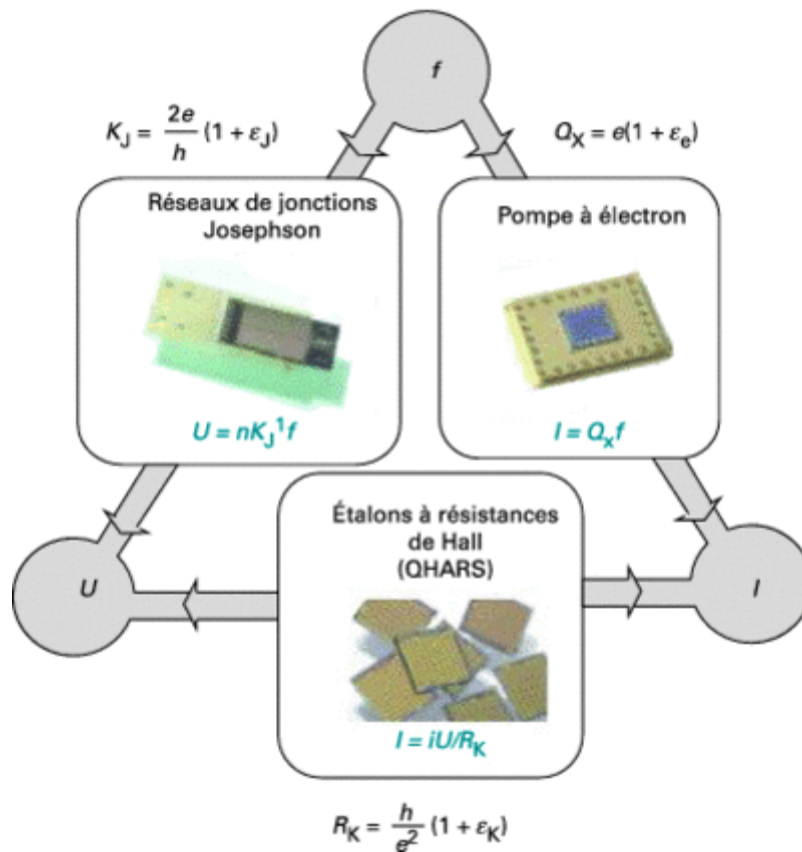 f
K_J = 2e/h (1 + ε_J)
Q_X = e(1 + ε_e)
Réseaux de jonctions
Josephson
Pompe à électron
U = nK_J^1 f
I = Q_x f
Étalons à résistances
de Hall
(QHARS)
U
I
I = iU/R_K
R_K = h/e^2 (1 + ε_K)